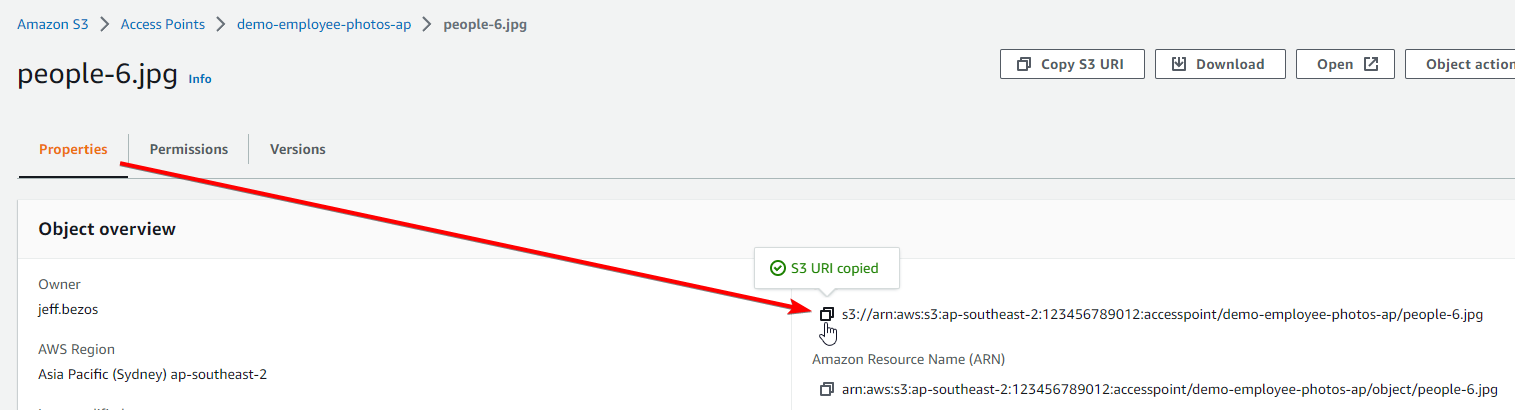 Amazon S3 > Access Points > demo-employee-photos-ap > people-6.jpg
people-6.jpg Info
Copy S3 URI Download Open Object action
Properties Permissions Versions
Object overview
S3 URI copied
Owner
jeff.bezos
s3://arn:aws:s3:ap-southeast-2:123456789012:accesspoint/demo-employee-photos-ap/people-6.jpg
AWS Region
Asia Pacific (Sydney) ap-southeast-2
Amazon Resource Name (ARN)
arn:aws:s3:ap-southeast-2:123456789012:accesspoint/demo-employee-photos-ap/object/people-6.jpg